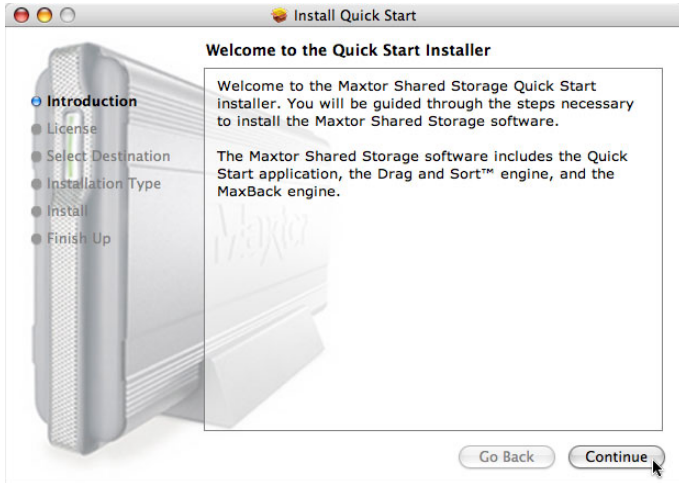 Install Quick Start
Welcome to the Quick Start Installer
Introduction
License
Select Destination
Installation Type
Install
Finish Up
Welcome to the Maxtor Shared Storage Quick Start
installer. You will be guided through the steps necessary
to install the Maxtor Shared Storage software.
The Maxtor Shared Storage software includes the Quick
Start application, the Drag and Sort™ engine, and the
MaxBack engine.
Maxtor
Go Back
Continue